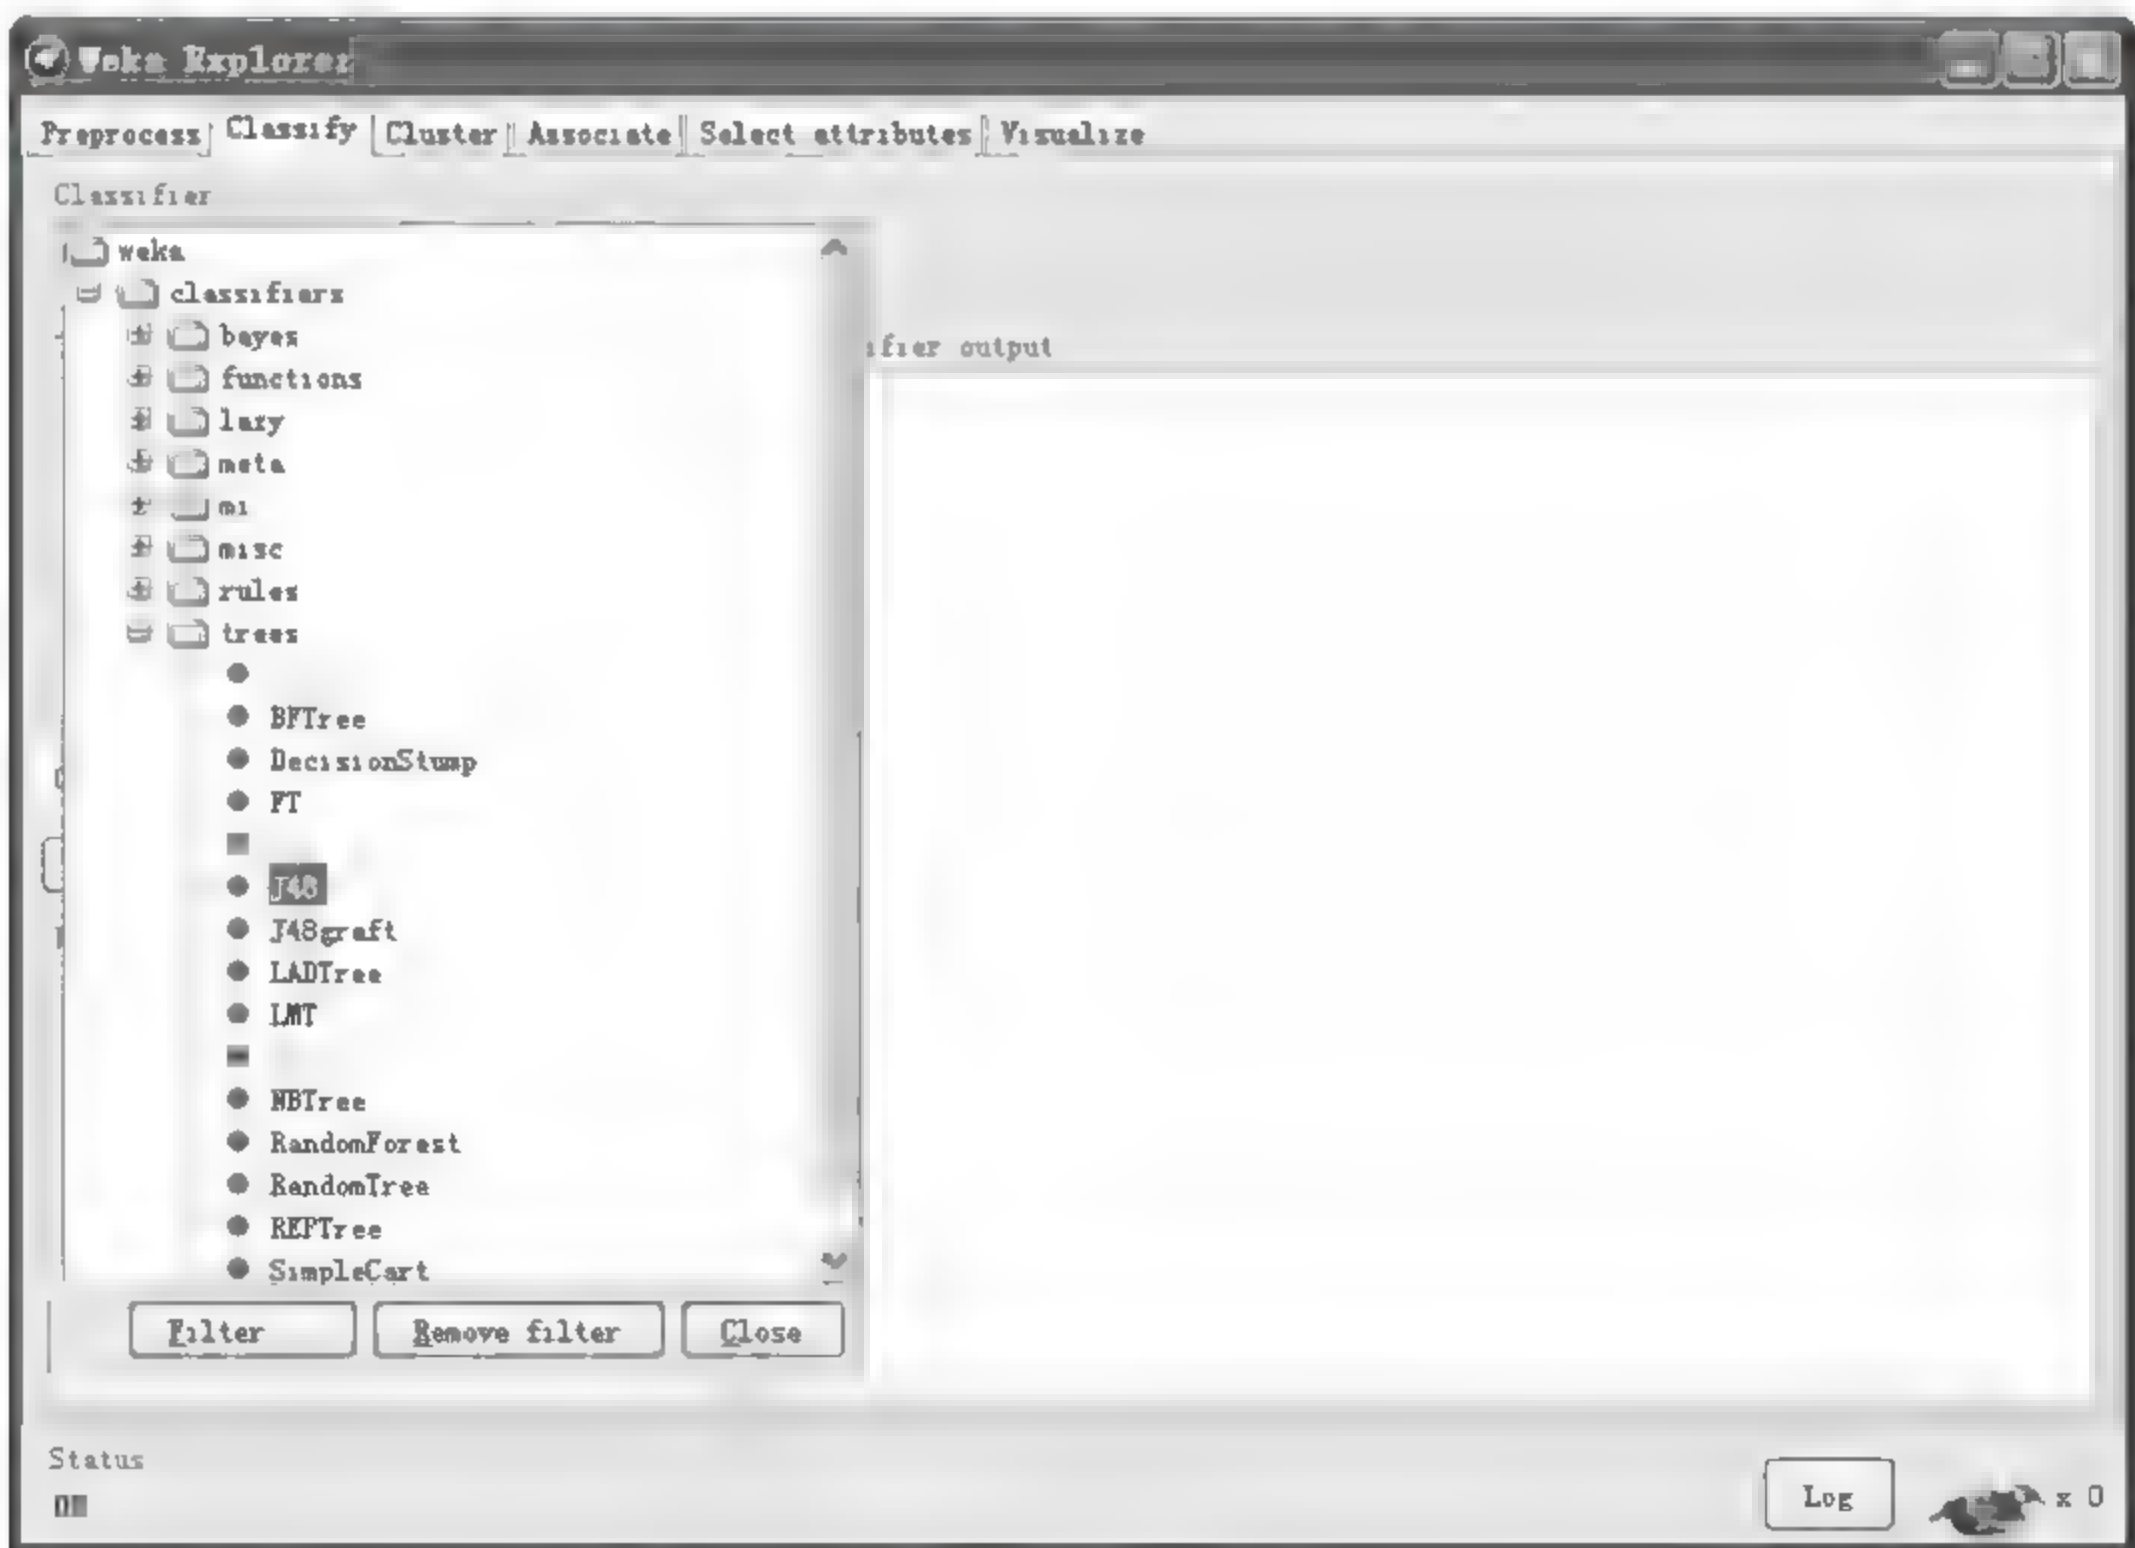 Weka Explorer
Preprocess Classify Cluster Associate Select attributes Visualize
Classifier
weka
classifiers
bayes
functions
ifier output
lazy
meta
mi
misc
rules
trees
BFTree
DecisionStump
FT
J48
J48graft
LADTree
LMT
NBTree
RandomForest
RandomTree
REPTree
SimpleCart
Filter Remove filter Close
Status
Log x 0